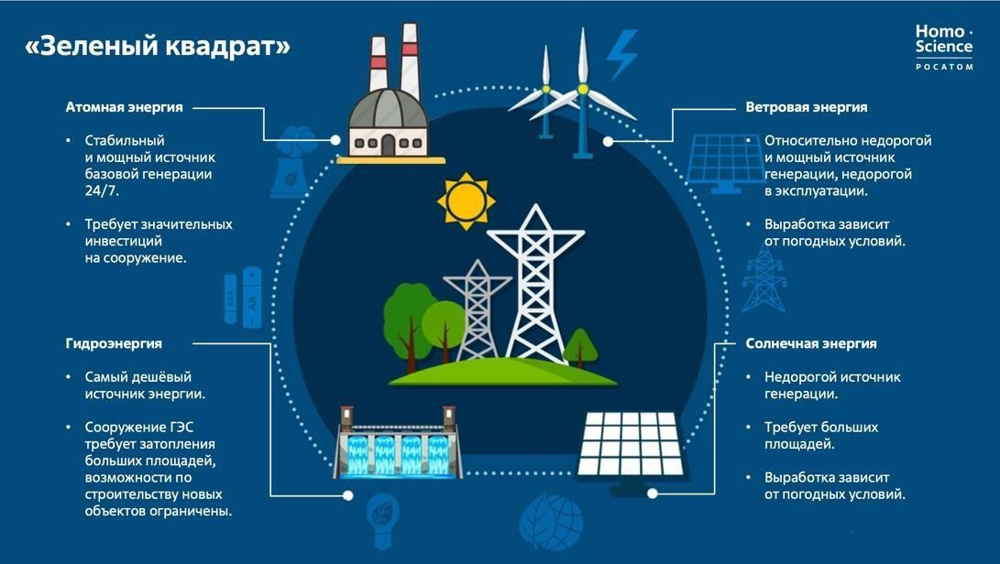 «Зеленый квадрат»
Homo ·
Science
РОСАТОМ
Атомная энергия
• Стабильный
и мощный источник
базовой генерации
24/7.
• Требует значительных
инвестиций
на сооружение.
Ветровая энергия
• Относительно недорогой
и мощный источник
генерации, недорогой
в эксплуатации.
• Выработка зависит
от погодных условий.
AAA
AA
Гидроэнергия
• Самый дешёвый
источник энергии.
• Сооружение ГЭС
требует затопления
больших площадей,
возможности по
строительству новых
объектов ограничены.
Солнечная энергия
• Недорогой источник
генерации.
• Требует больших
площадей.
• Выработка зависит
от погодных условий.